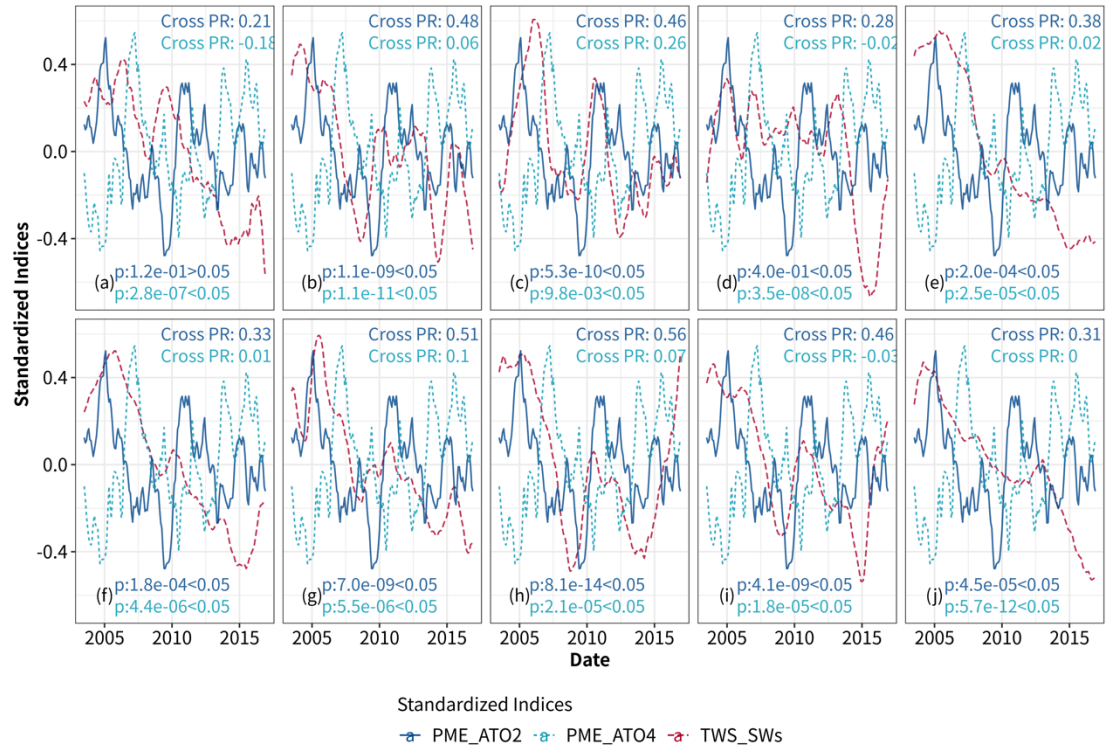 Cross PR: 0.21
Cross PR: -0.18
Cross PR: 0.48
Cross PR: 0.06
Cross PR: 0.46
Cross PR: 0.26
Cross PR: 0.28
Cross PR: -0.02
Cross PR: 0.38
Cross PR: 0.02
0.4
0.0
-0.4
(a)
p:1.2e-01>0.05
p:2.8e-07<0.05
(b)
p:1.1e-09<0.05
p:1.1e-11<0.05
(c)
p:5.3e-10<0.05
p:9.8e-03<0.05
(d)
p:4.0e-01>0.05
p:3.5e-08<0.05
(e)
p:2.0e-04<0.05
p:2.5e-05<0.05
Standardized Indices
Cross PR: 0.33
Cross PR: 0.01
Cross PR: 0.51
Cross PR: 0.1
Cross PR: 0.56
Cross PR: 0.07
Cross PR: 0.46
Cross PR: -0.03
Cross PR: 0.31
Cross PR: 0
0.4
0.0
-0.4
(f)
p:1.8e-04<0.05
p:4.4e-06<0.05
(g)
p:7.0e-09<0.05
p:5.5e-06<0.05
(h)
p:8.1e-14<0.05
p:2.1e-05<0.05
(i)
p:4.1e-09<0.05
p:1.8e-05<0.05
(j)
p:4.5e-05<0.05
p:5.7e-12<0.05
2005 2010 2015 2005 2010 2015 2005 2010 2015 2005 2010 2015 2005 2010 2015
Date
Standardized Indices
a PME_ATO2 a PME_ATO4 a TWS_SWs